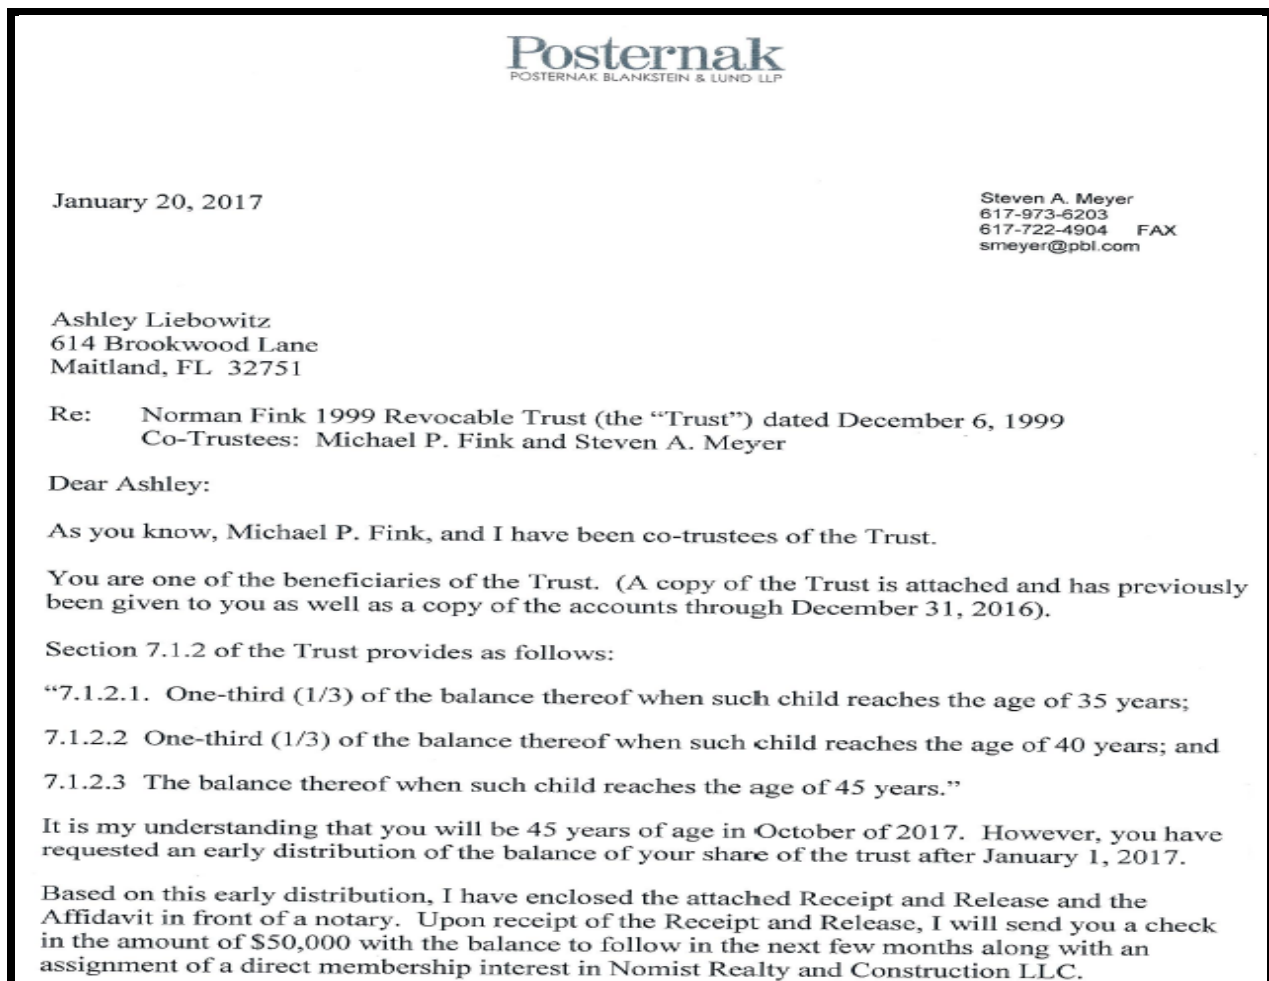 Posternak
POSTERNAK BLANKSTEIN & LUND LLP
January 20, 2017
Steven A. Meyer
617-973-6203
617-722-4904 FAX
smeyer@pbl.com
Ashley Liebowitz
614 Brookwood Lane
Maitland, FL 32751
Re: Norman Fink 1999 Revocable Trust (the “Trust”) dated December 6, 1999
Co-Trustees: Michael P. Fink and Steven A. Meyer
Dear Ashley:
As you know, Michael P. Fink, and I have been co-trustees of the Trust.
You are one of the beneficiaries of the Trust. (A copy of the Trust is attached and has previously
been given to you as well as a copy of the accounts through December 31, 2016).
Section 7.1.2 of the Trust provides as follows:
“7.1.2.1. One-third (1/3) of the balance thereof when such child reaches the age of 35 years;
7.1.2.2 One-third (1/3) of the balance thereof when such child reaches the age of 40 years; and
7.1.2.3 The balance thereof when such child reaches the age of 45 years.”
It is my understanding that you will be 45 years of age in October of 2017. However, you have
requested an early distribution of the balance of your share of the trust after January 1, 2017.
Based on this early distribution, I have enclosed the attached Receipt and Release and the
Affidavit in front of a notary. Upon receipt of the Receipt and Release, I will send you a check
in the amount of $50,000 with the balance to follow in the next few months along with an
assignment of a direct membership interest in Nomist Realty and Construction LLC.